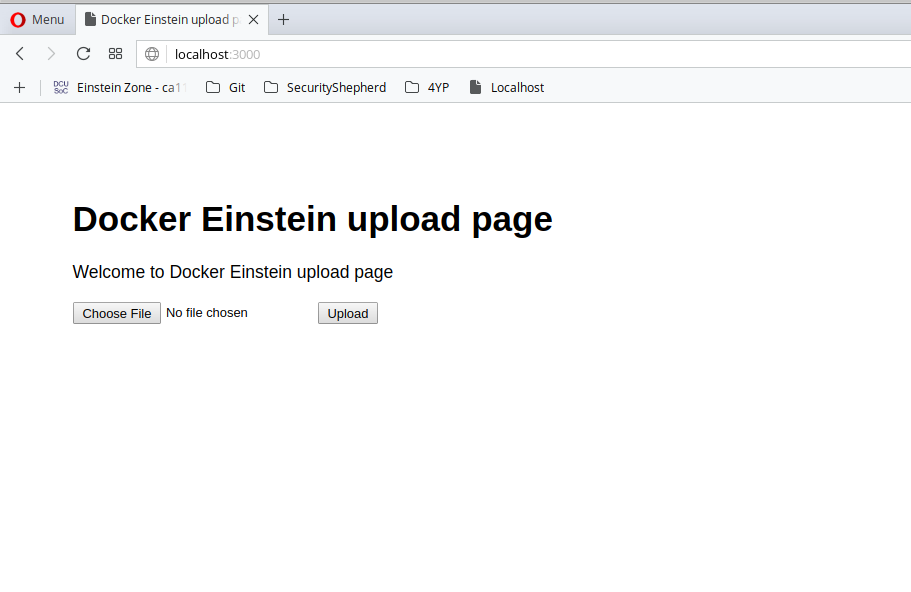 Menu Docker Einstein upload p
localhost:3000
DCU SoC Einstein Zone - ca11 Git SecurityShepherd 4YP Localhost
Docker Einstein upload page
Welcome to Docker Einstein upload page
Choose File No file chosen Upload